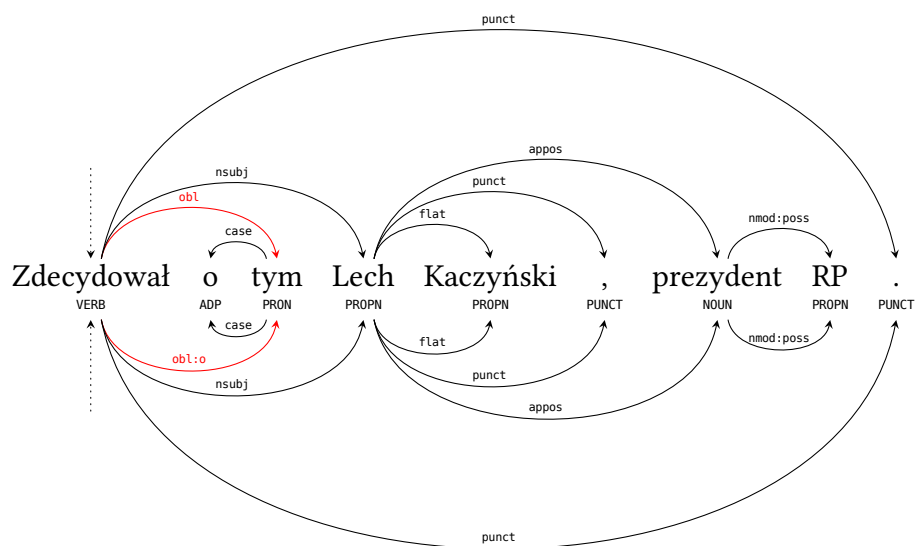 punct
appos
nsubj
punct
obl
flat
nmod:poss
case
Zdecydował o tym Lech Kaczyński , prezydent RP .
VERB ADP PRON PROPN PROPN PUNCT NOUN PROPN PUNCT
case
nmod:poss
flat
obl:o
punct
nsubj
appos
punct